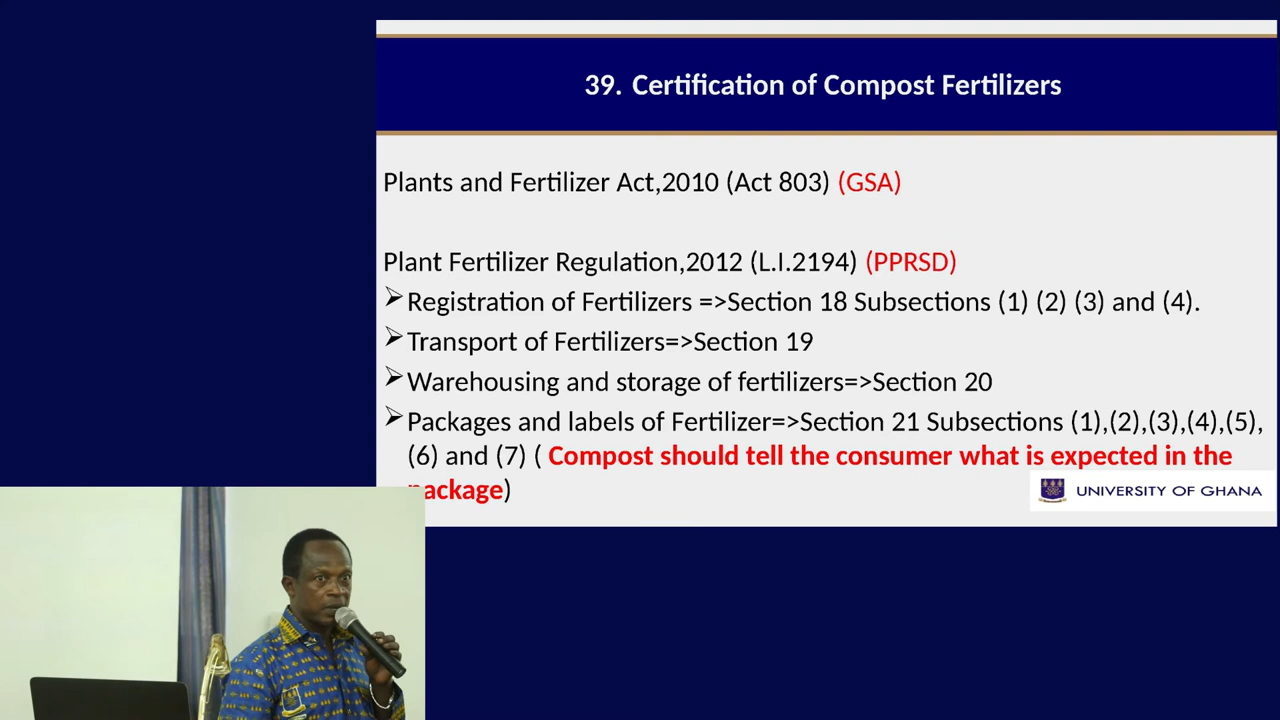 39. Certification of Compost Fertilizers
Plants and Fertilizer Act,2010 (Act 803) (GSA)
Plant Fertilizer Regulation,2012 (L.I.2194) (PPRSD)
Registration of Fertilizers =>Section 18 Subsections (1) (2) (3) and (4).
Transport of Fertilizers=>Section 19
Warehousing and storage of fertilizers=>Section 20
Packages and labels of Fertilizer=>Section 21 Subsections (1),(2),(3),(4),(5),
(6) and (7) ( Compost should tell the consumer what is expected in the
package)
UNIVERSITY OF GHANA